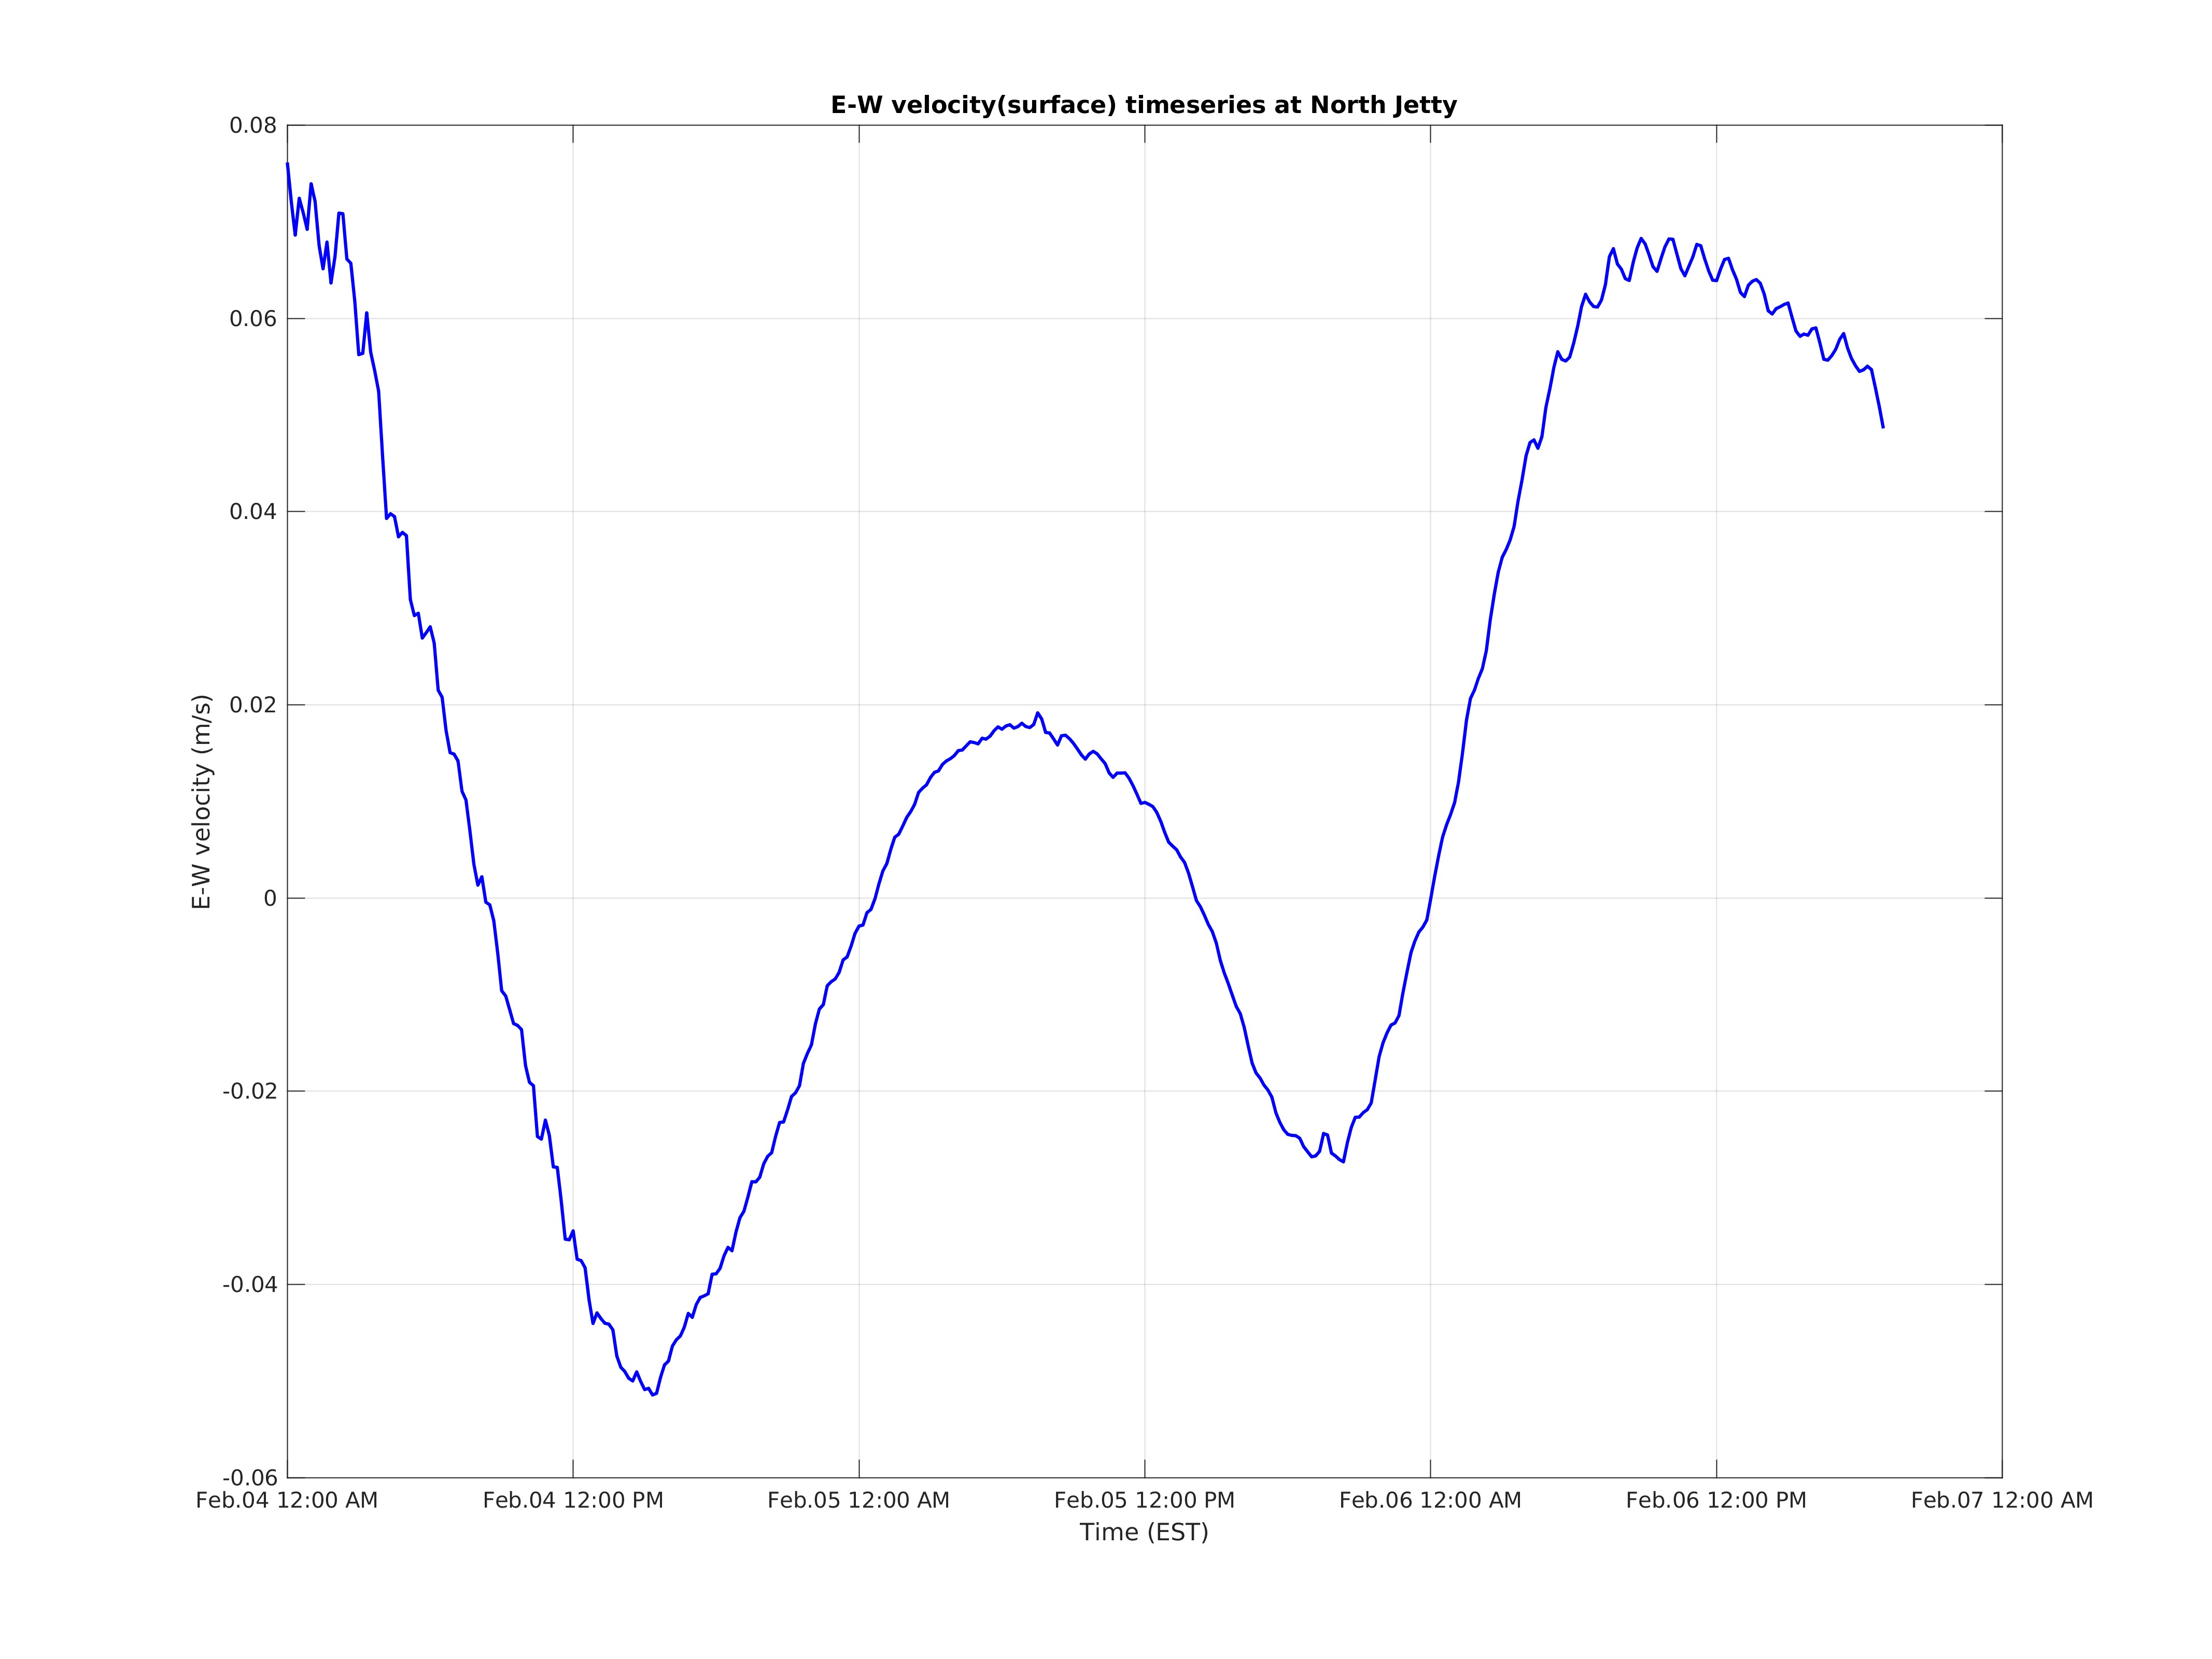 E-W velocity(surface) timeseries at North Jetty
0.08
0.06
0.04
0.02
0
-0.02
-0.04
-0.06
E-W velocity (m/s)
Feb.04 12:00 AM
Feb.04 12:00 PM
Feb.05 12:00 AM
Feb.05 12:00 PM
Feb.06 12:00 AM
Feb.06 12:00 PM
Feb.07 12:00 AM
Time (EST)